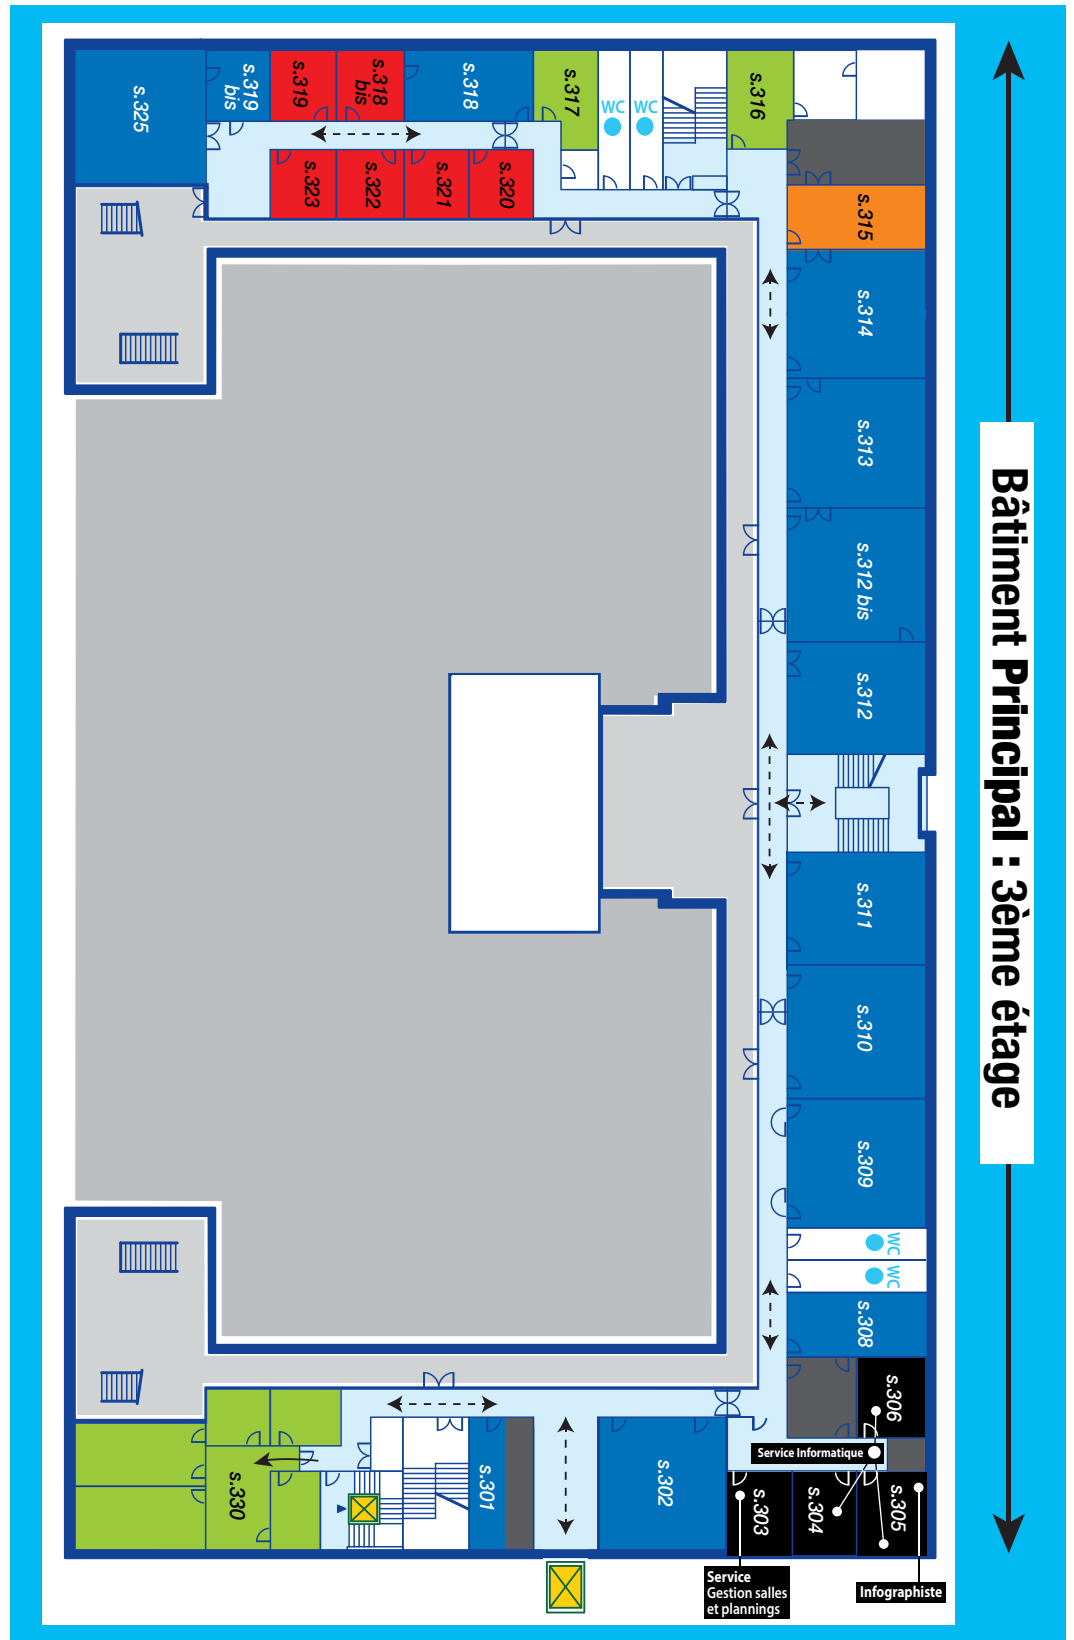 Bâtiment Principal : 3ème étage
s.325
s.319
bis
s.319
s.318
bis
s.318
s.317
WC
WC
s.316
s.323
s.322
s.321
s.320
s.315
s.314
s.313
s.312 bis
s.312
s.311
s.310
s.309
WC
WC
s.308
s.306
Service Informatique
s.330
s.301
s.302
s.303
s.304
s.305
Service
Gestion salles
et plannings
Infographiste